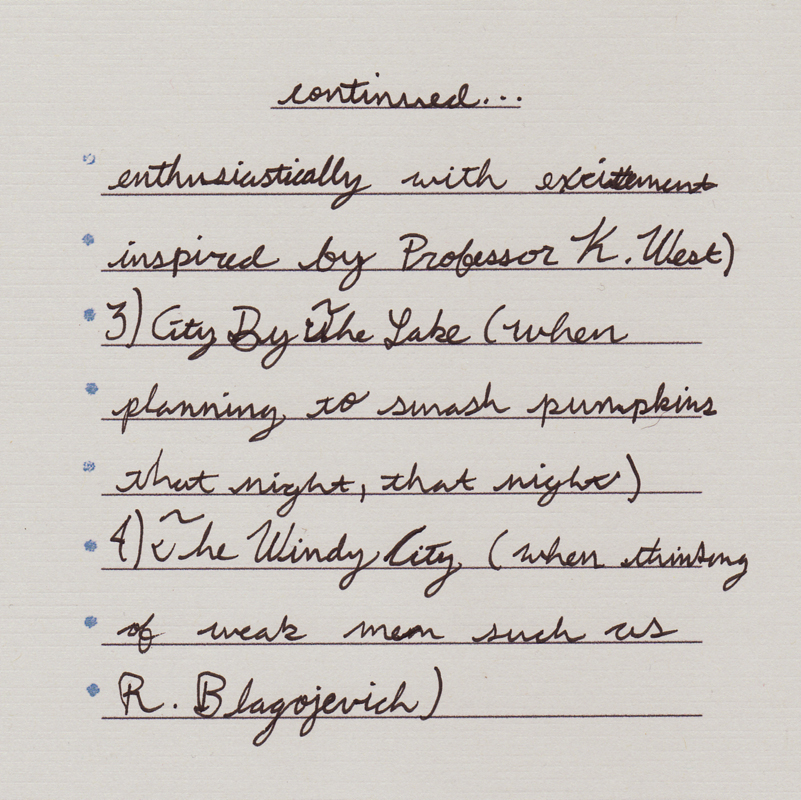 continued...
enthusiastically with excitement
inspired by Professor K. West)
3) City By The Lake (when
planning to smash pumpkins
that night, that night)
4) The Windy City (when thinking
of weak men such as
R. Blagojevich)